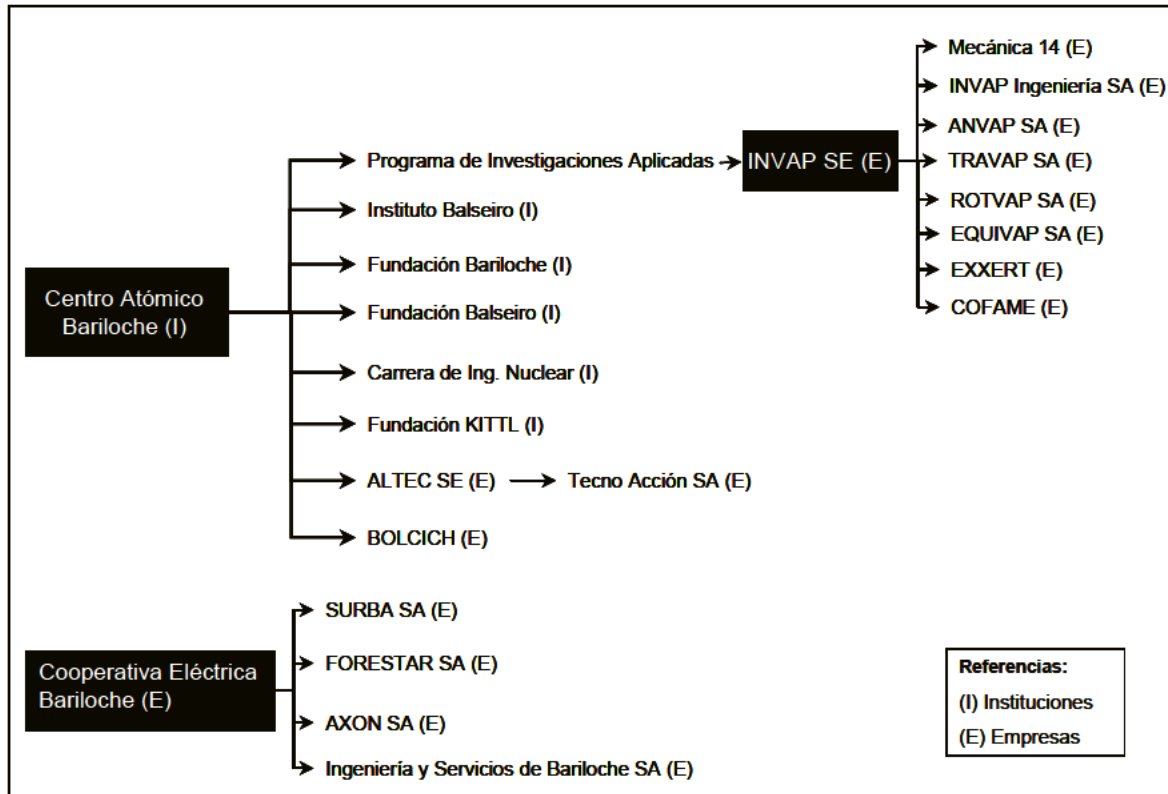 Centro Atómico
Bariloche (I)
Programa de Investigaciones Aplicadas
Instituto Balseiro (I)
Fundación Bariloche (I)
Fundación Balseiro (I)
Carrera de Ing. Nuclear (I)
Fundación KITTL (I)
ALTEC SE (E)
Tecno Acción SA (E)
BOLCICH (E)
INVAP SE (E)
Mecánica 14 (E)
INVAP Ingeniería SA (E)
ANVAP SA (E)
TRAVAP SA (E)
ROTVAP SA (E)
EQUIVAP SA (E)
EXXERT (E)
COFAME (E)
Cooperativa Eléctrica
Bariloche (E)
SURBA SA (E)
FORESTAR SA (E)
AXON SA (E)
Ingeniería y Servicios de Bariloche SA (E)
Referencias:
(I) Instituciones
(E) Empresas